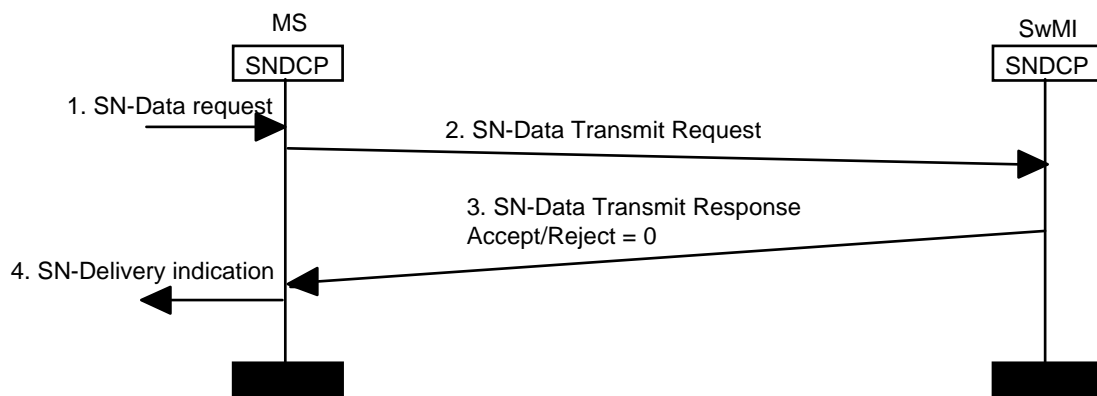 MS
SwMI
SNDCP
SNDCP
1. SN-Data request
2. SN-Data Transmit Request
3. SN-Data Transmit Response
Accept/Reject = 0
4. SN-Delivery indication